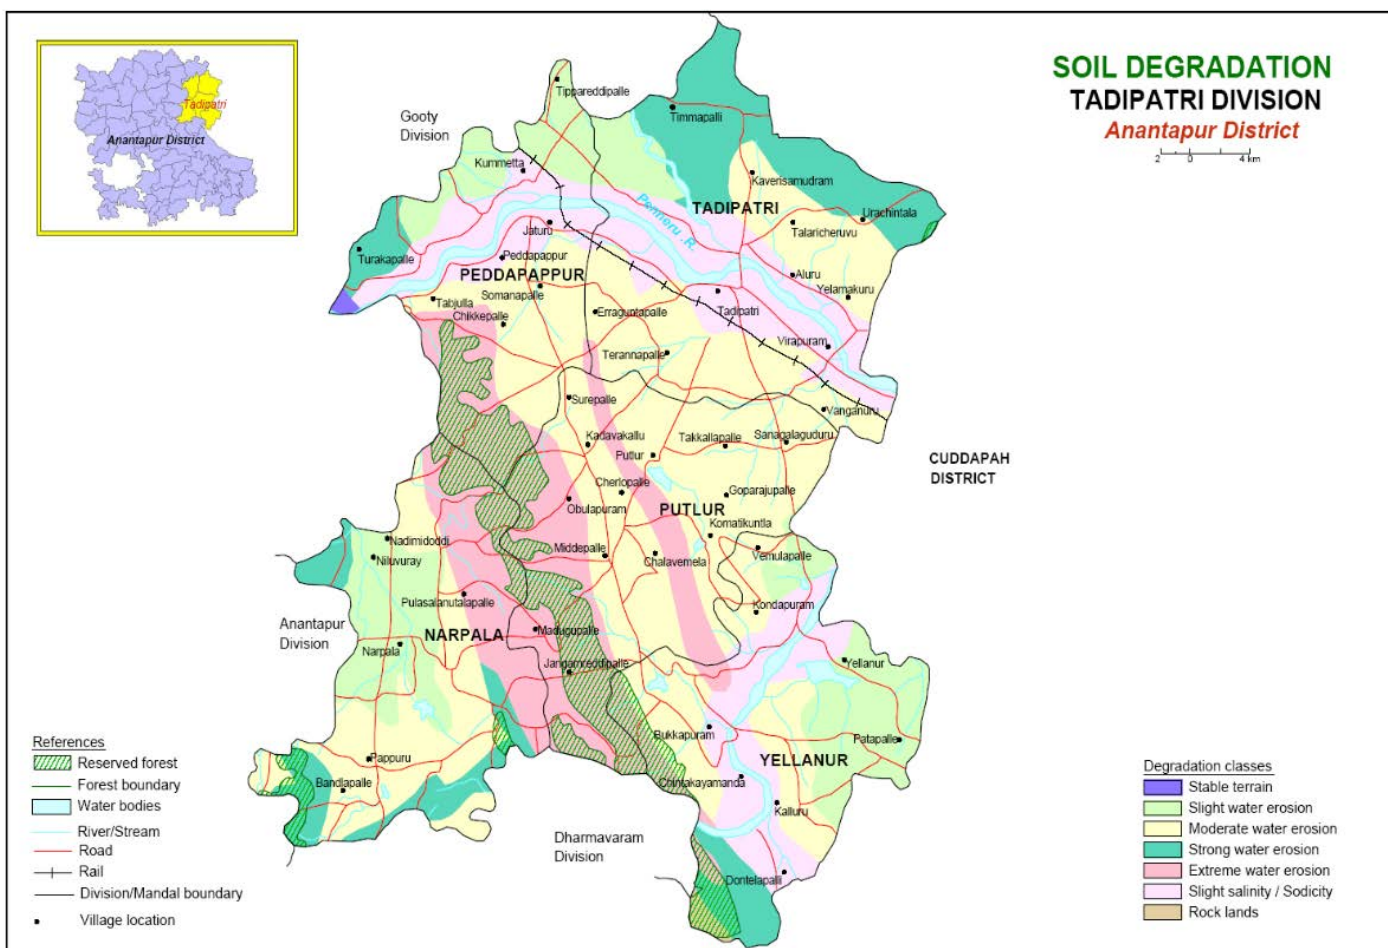 SOIL DEGRADATION
TADIPATRI DIVISION
Anantapur District
2 0 4 km
Tadipatri
Anantapur District
Gooty
Division
Tippareddipalle
Timmapalli
Kummetta
Kaverisamudram
TADIPATRI
Urachintala
Penneru .R.
Talaricheruvu
Jaturu
Turakapalle
Peddapappur
PEDDAPAPPUR
Aluru
Somanapalle
Yelamakuru
Tabjulla
Chikkepalle
Erraguntapalle
Tadipatri
Virapuram
Terannapalle
Surepalle
Vanganuru
Kadavakallu
Takkallapalle
Sanagalaguduru
Putlur
CUDDAPAH
DISTRICT
Cherlopalle
Goparajupalle
Obulapuram
PUTLUR
Komatikuntla
Nadimidoddi
Middepalle
Vemulapalle
Niluvuray
Chalavemela
Pulasalanutalapalle
Kondapuram
Anantapur
Division
NARPALA
Madugupalle
Narpala
Jangamreddipalle
Yellanur
Bukkapuram
Patapalle
Pappuru
YELLANUR
Bandlapalle
Chintakayamanda
Kalluru
Dharmavaram
Division
Dontelapalli
References
Reserved forest
Forest boundary
Water bodies
River/Stream
Road
Rail
Division/Mandal boundary
Village location
Degradation classes
Stable terrain
Slight water erosion
Moderate water erosion
Strong water erosion
Extreme water erosion
Slight salinity / Sodicity
Rock lands